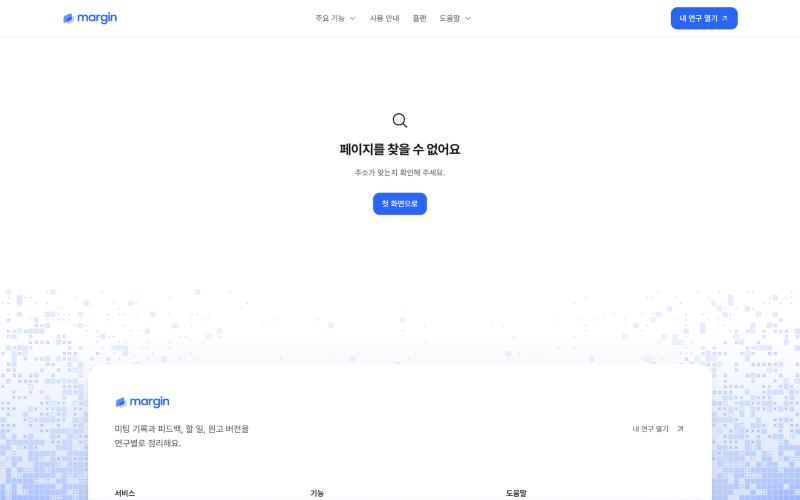 margin
주요 기능
사용 안내
플랜
도움말
내 연구 열기
페이지를 찾을 수 없어요
주소가 맞는지 확인해 주세요.
첫 화면으로
margin
미팅 기록과 피드백, 할 일, 원고 버전을
연구별로 정리해요.
내 연구 열기
서비스
기능
도움말